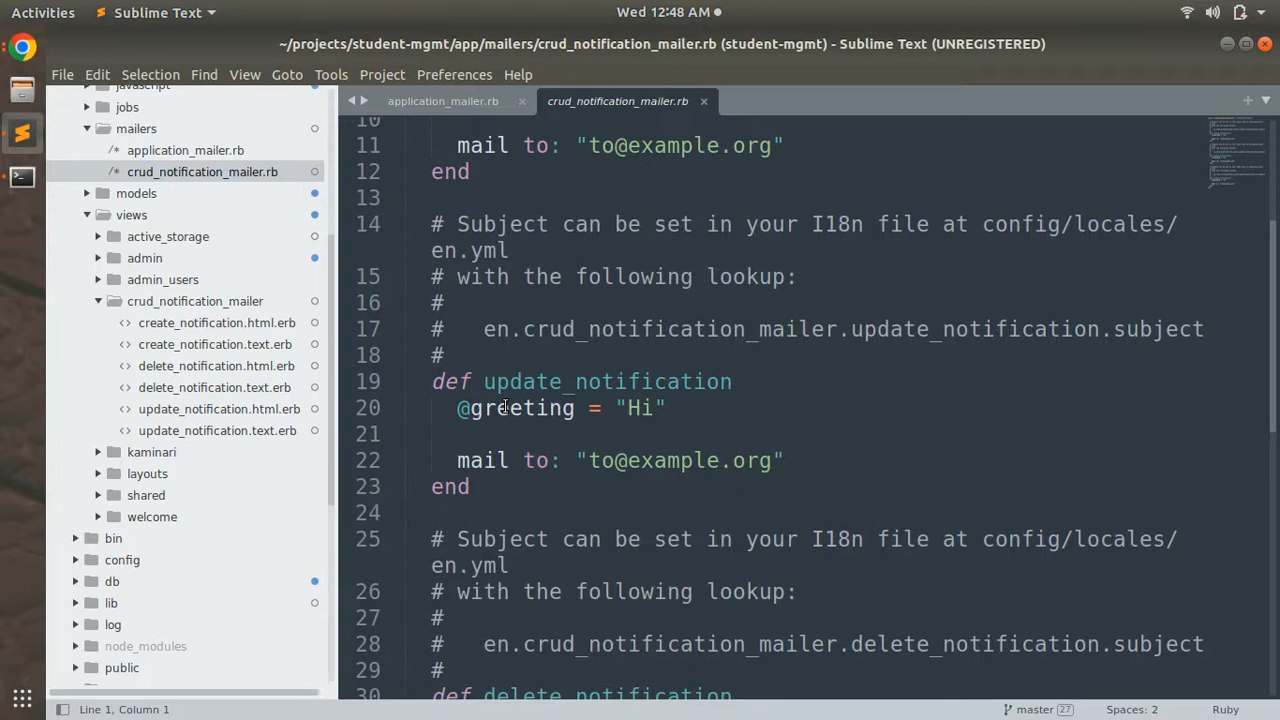 Activities
Sublime Text
Wed 12:48 AM
~/projects/student-mgmt/app/mailers/crud_notification_mailer.rb (student-mgmt) - Sublime Text (UNREGISTERED)
File Edit Selection Find View Goto Tools Project Preferences Help
javascript
jobs
mailers
/* application_mailer.rb
/* crud_notification_mailer.rb
models
views
active_storage
admin
admin_users
crud_notification_mailer
<> create_notification.html.erb
<> create_notification.text.erb
<> delete_notification.html.erb
<> delete_notification.text.erb
<> update_notification.html.erb
<> update_notification.text.erb
kaminari
layouts
shared
welcome
bin
config
db
lib
log
node_modules
public
application_mailer.rb ×
crud_notification_mailer.rb ×
10
11 mail to: "to@example.org"
12 end
13
14 # Subject can be set in your I18n file at config/locales/
en.yml
15 # with the following lookup:
16 #
17 #   en.crud_notification_mailer.update_notification.subject
18 #
19 def update_notification
20 @greeting = "Hi"
21
22 mail to: "to@example.org"
23 end
24
25 # Subject can be set in your I18n file at config/locales/
en.yml
26 # with the following lookup:
27 #
28 #   en.crud_notification_mailer.delete_notification.subject
29 #
30 def delete_notification
Line 1, Column 1
master 27
Spaces: 2
Ruby